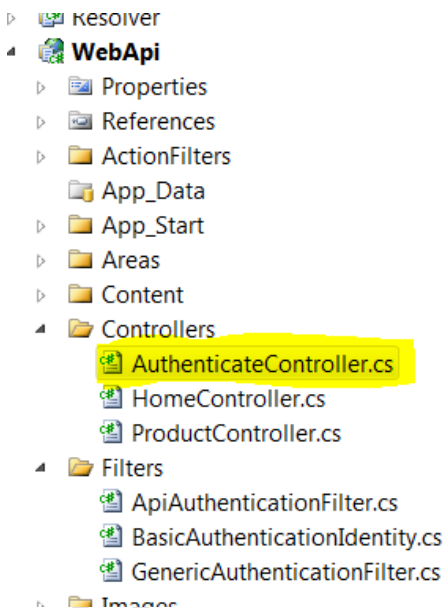 Resolver
WebApi
Properties
References
ActionFilters
App_Data
App_Start
Areas
Content
Controllers
AuthenticateController.cs
HomeController.cs
ProductController.cs
Filters
ApiAuthenticationFilter.cs
BasicAuthenticationIdentity.cs
GenericAuthenticationFilter.cs
Images